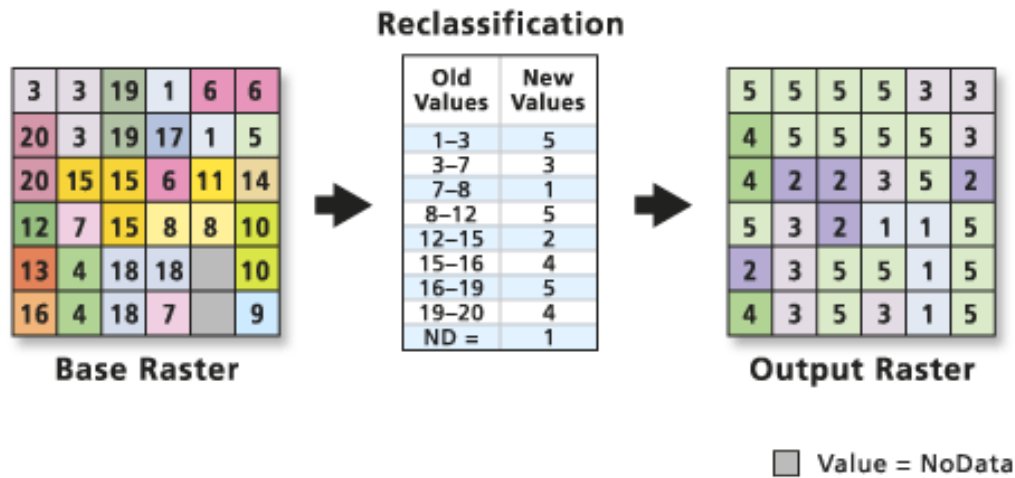 Reclassification
3 3 19 1 6 6
20 3 19 17 1 5
20 15 15 6 11 14
12 7 15 8 8 10
13 4 18 18 10
16 4 18 7 9
Base Raster
Old Values New Values
1–3 5
3–7 3
7–8 1
8–12 5
12–15 2
15–16 4
16–19 5
19–20 4
ND = 1
5 5 5 5 3 3
4 5 5 5 5 3
4 2 2 3 5 2
5 3 2 1 1 5
2 3 5 5 1 5
4 3 5 3 1 5
Output Raster
Value = NoData